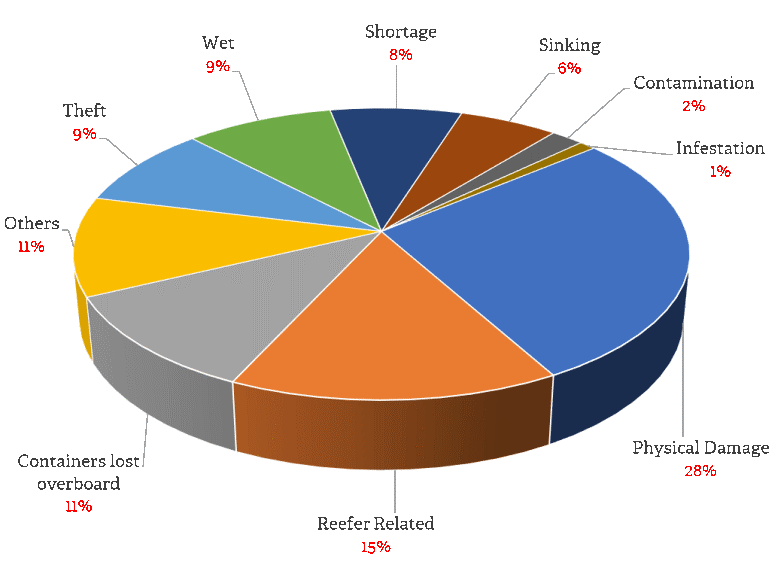 Shortage
8%
Sinking
6%
Wet
9%
Contamination
2%
Theft
9%
Infestation
1%
Others
11%
Physical Damage
28%
Containers lost
overboard
11%
Reefer Related
15%